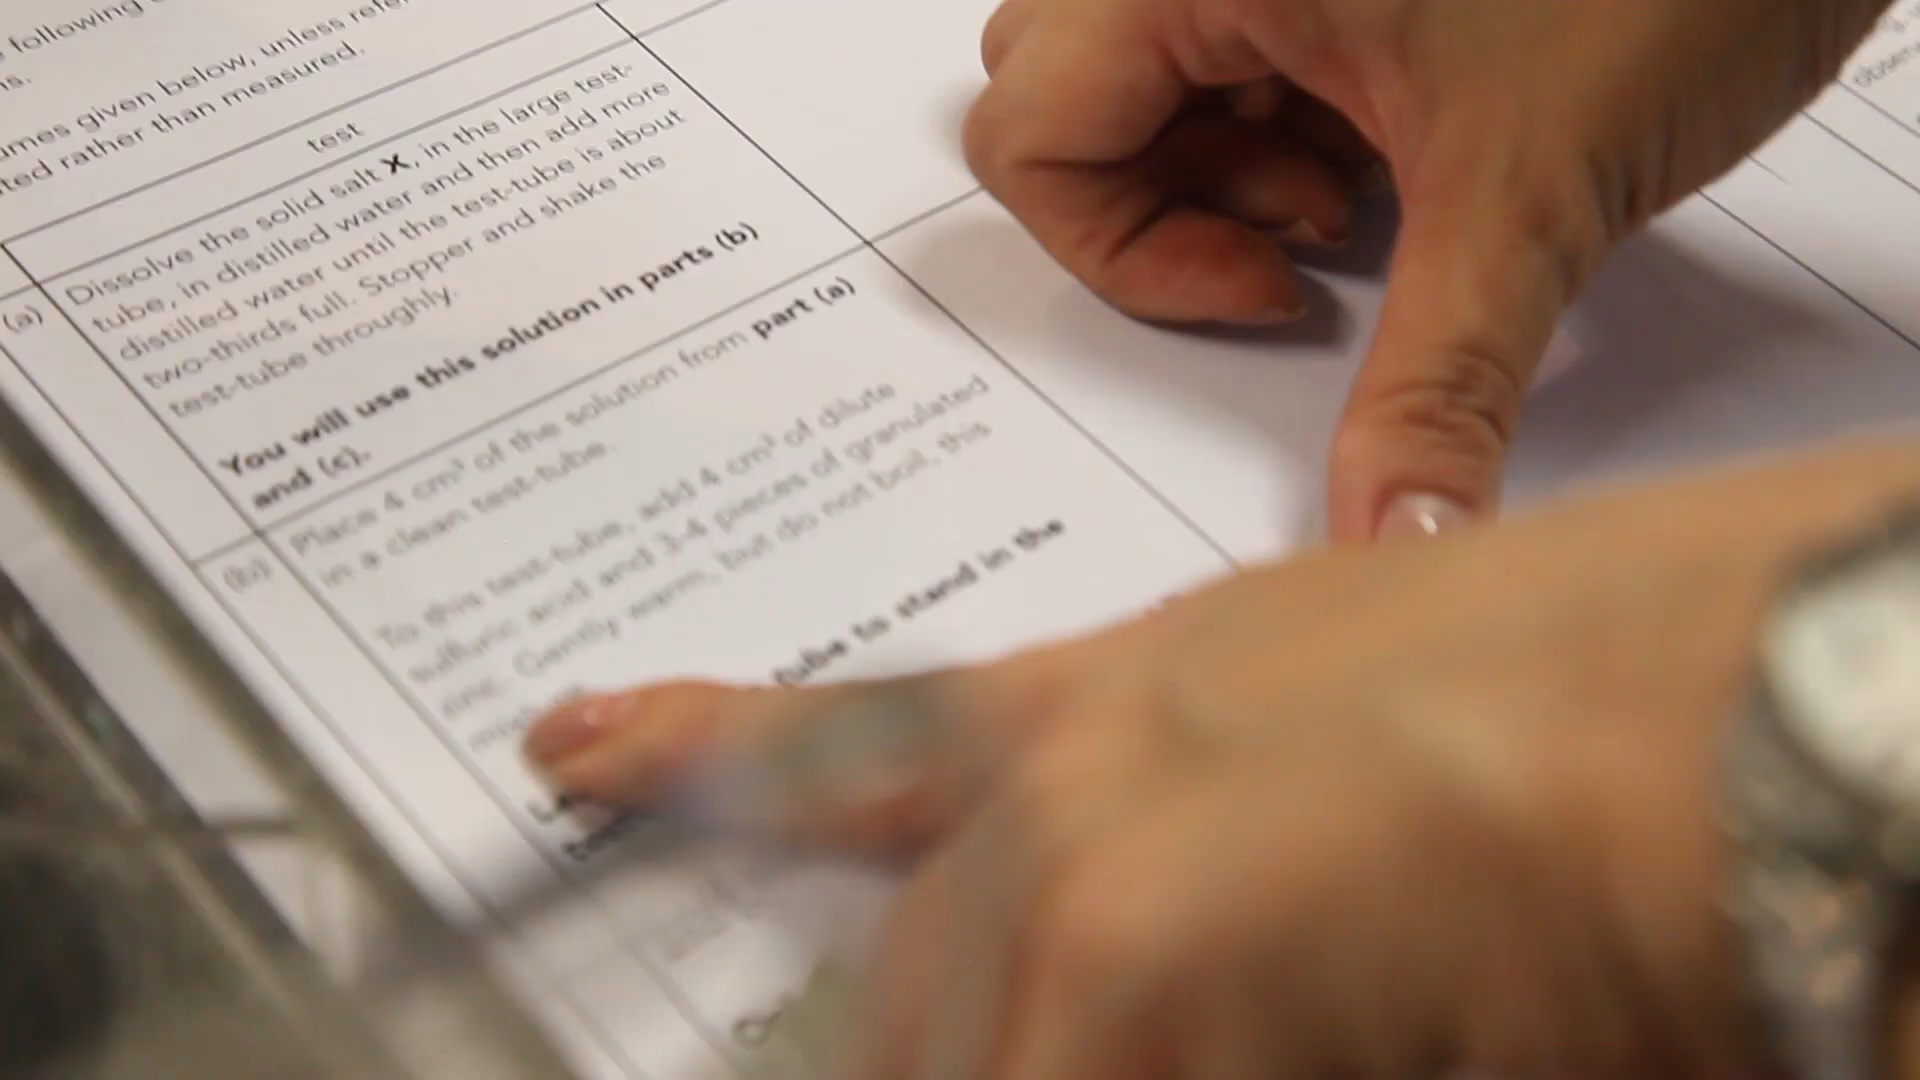 following
ns.
umes given below, unless refe
ted rather than measured.
test
(a)
Dissolve the solid salt X, in the large test-
tube, in distilled water and then add more
distilled water until the test-tube is about
two-thirds full. Stopper and shake the
test-tube throughly.
You will use this solution in parts (b)
and (c).
(b)
Place 4 cm³ of the solution from part (a)
in a clean test-tube.
To this test-tube, add 4 cm³ of dilute
sulfuric acid and 3-4 pieces of granulated
zinc. Gently warm, but do not boil, this
tube to stand in the